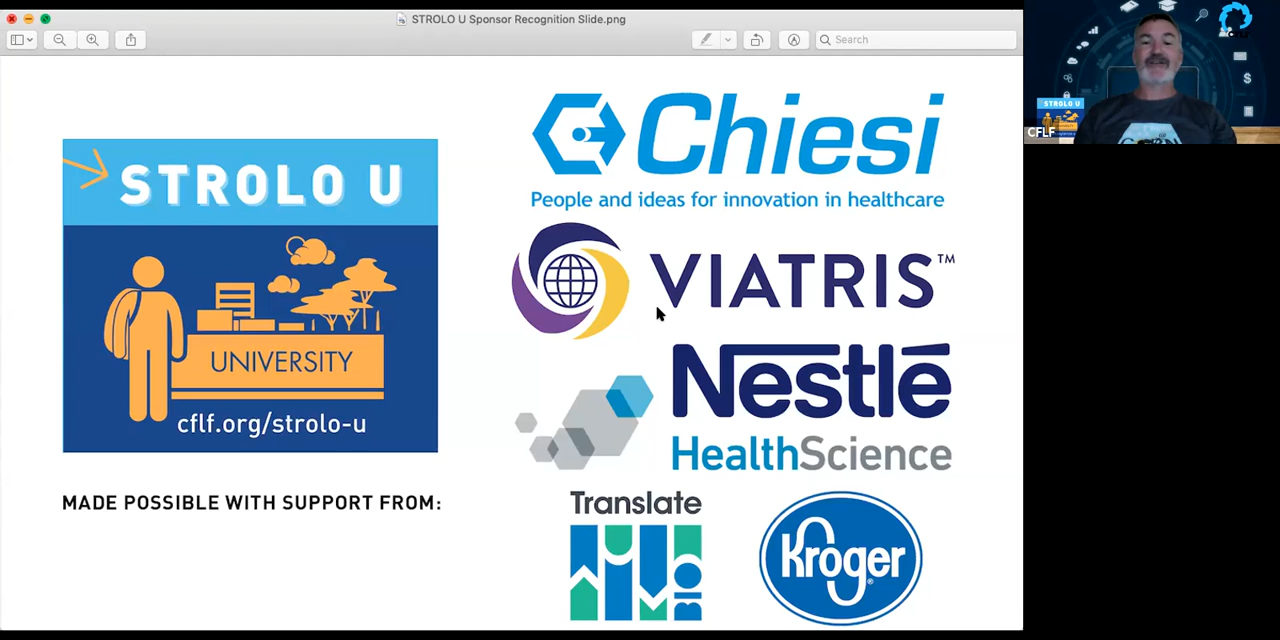 STROLO U Sponsor Recognition Slide.png
Search
STROLO U
UNIVERSITY
cflf.org/strolo-u
MADE POSSIBLE WITH SUPPORT FROM:
Chiesi
People and ideas for innovation in healthcare
VIATRIS™
Nestlé
HealthScience
Translate
BIO
Kroger®
STROLO U
CFLF
$